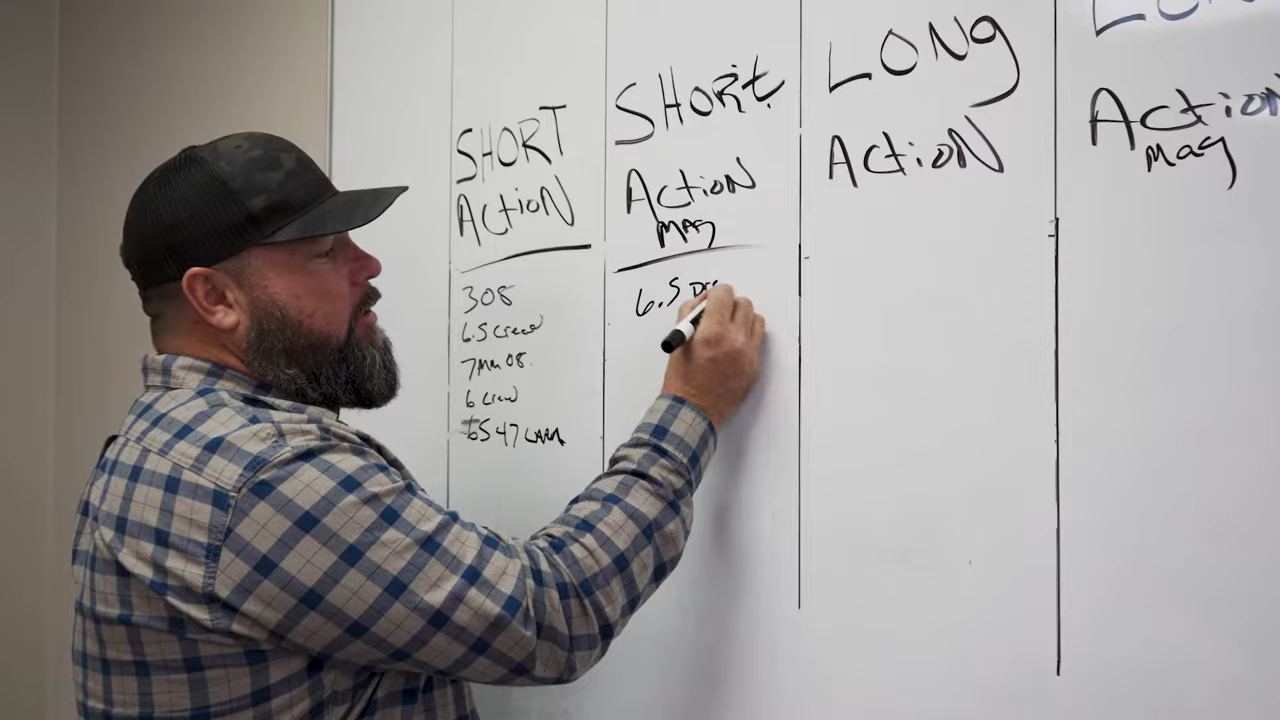 SHORT
ACTION
308
6.5 Creed
7mm 08.
6 Creed
6547 LAPUA
SHORt
ActioN
MAG
6.5
LONg
ActioN
Action
mag